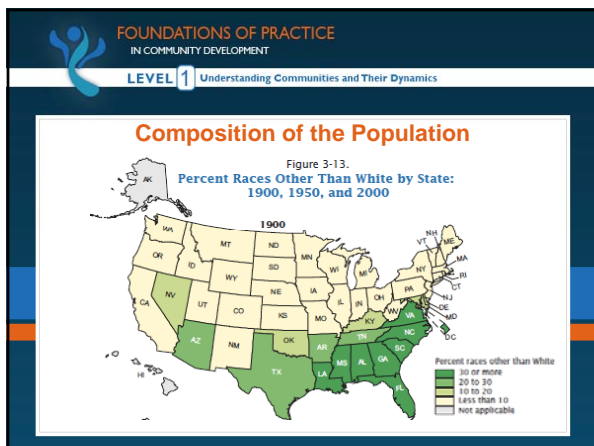 FOUNDATIONS OF PRACTICE
IN COMMUNITY DEVELOPMENT
LEVEL 1 Understanding Communities and Their Dynamics
Composition of the Population
Figure 3-13.
Percent Races Other Than White by State:
1900, 1950, and 2000
1900
AK
WA
MT
ND
MN
VT
NH
ME
OR
ID
SD
WI
MI
NY
MA
WY
RI
CT
NV
NE
IA
PA
NJ
CA
UT
CO
IL
IN
OH
DE
KS
MO
WV
VA
MD
KY
DC
AZ
NM
OK
AR
TN
NC
SC
TX
LA
MS
AL
GA
HI
FL
Percent races other than White
30 or more
20 to 30
10 to 20
Less than 10
Not applicable